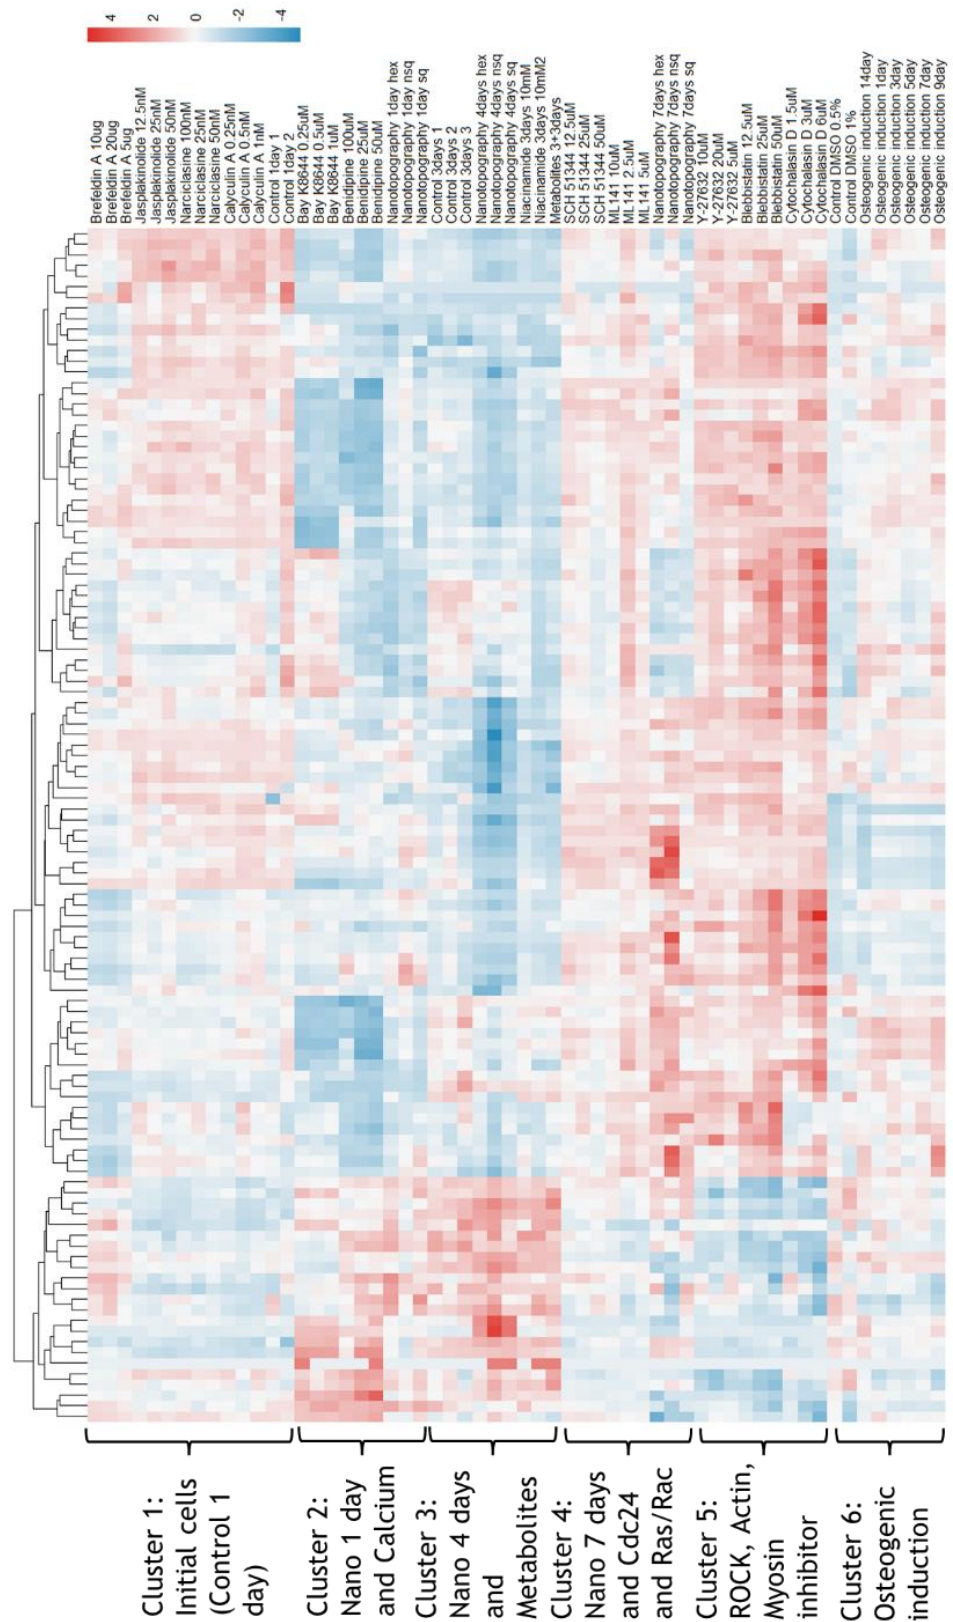 4
2
0
-2
-4
Brefeldin A 10ug
Brefeldin A 20ug
Brefeldin A 5ug
Jasplakinolide 12.5nM
Jasplakinolide 25nM
Jasplakinolide 50nM
Narciclasine 100nM
Narciclasine 25nM
Narciclasine 50nM
Calyculin A 0.25nM
Calyculin A 0.5nM
Calyculin A 1nM
Control 1day 1
Control 1day 2
Bay K8644 0.25uM
Bay K8644 0.5uM
Bay K8644 1uM
Benidipine 100uM
Benidipine 25uM
Benidipine 50uM
Nanotopography 1day hex
Nanotopography 1day nsq
Nanotopography 1day sq
Control 3days 1
Control 3days 2
Control 3days 3
Nanotopography 4days hex
Nanotopography 4days nsq
Nanotopography 4days sq
Niacinamide 3days 10mM
Niacinamide 3days 10mM2
Metabolites 3+3days
SCH 51344 12.5uM
SCH 51344 25uM
SCH 51344 50uM
ML141 10uM
ML141 2.5uM
ML141 5uM
Nanotopography 7days hex
Nanotopography 7days nsq
Nanotopography 7days sq
Y-27632 10uM
Y-27632 20uM
Y-27632 5uM
Blebbistatin 12.5uM
Blebbistatin 25uM
Blebbistatin 50uM
Cytochalasin D 1.5uM
Cytochalasin D 3uM
Cytochalasin D 6uM
Control DMSO 0.5%
Control DMSO 1%
Osteogenic induction 14day
Osteogenic induction 1day
Osteogenic induction 3day
Osteogenic induction 5day
Osteogenic induction 7day
Osteogenic induction 9day
Cluster 1:
Initial cells
(Control 1
day)
Cluster 2:
Nano 1 day
and Calcium
Cluster 3:
Nano 4 days
and
Metabolites
Cluster 4:
Nano 7 days
and Cdc24
and Ras/Rac
Cluster 5:
ROCK, Actin,
Myosin
inhibitor
Cluster 6:
Osteogenic
induction